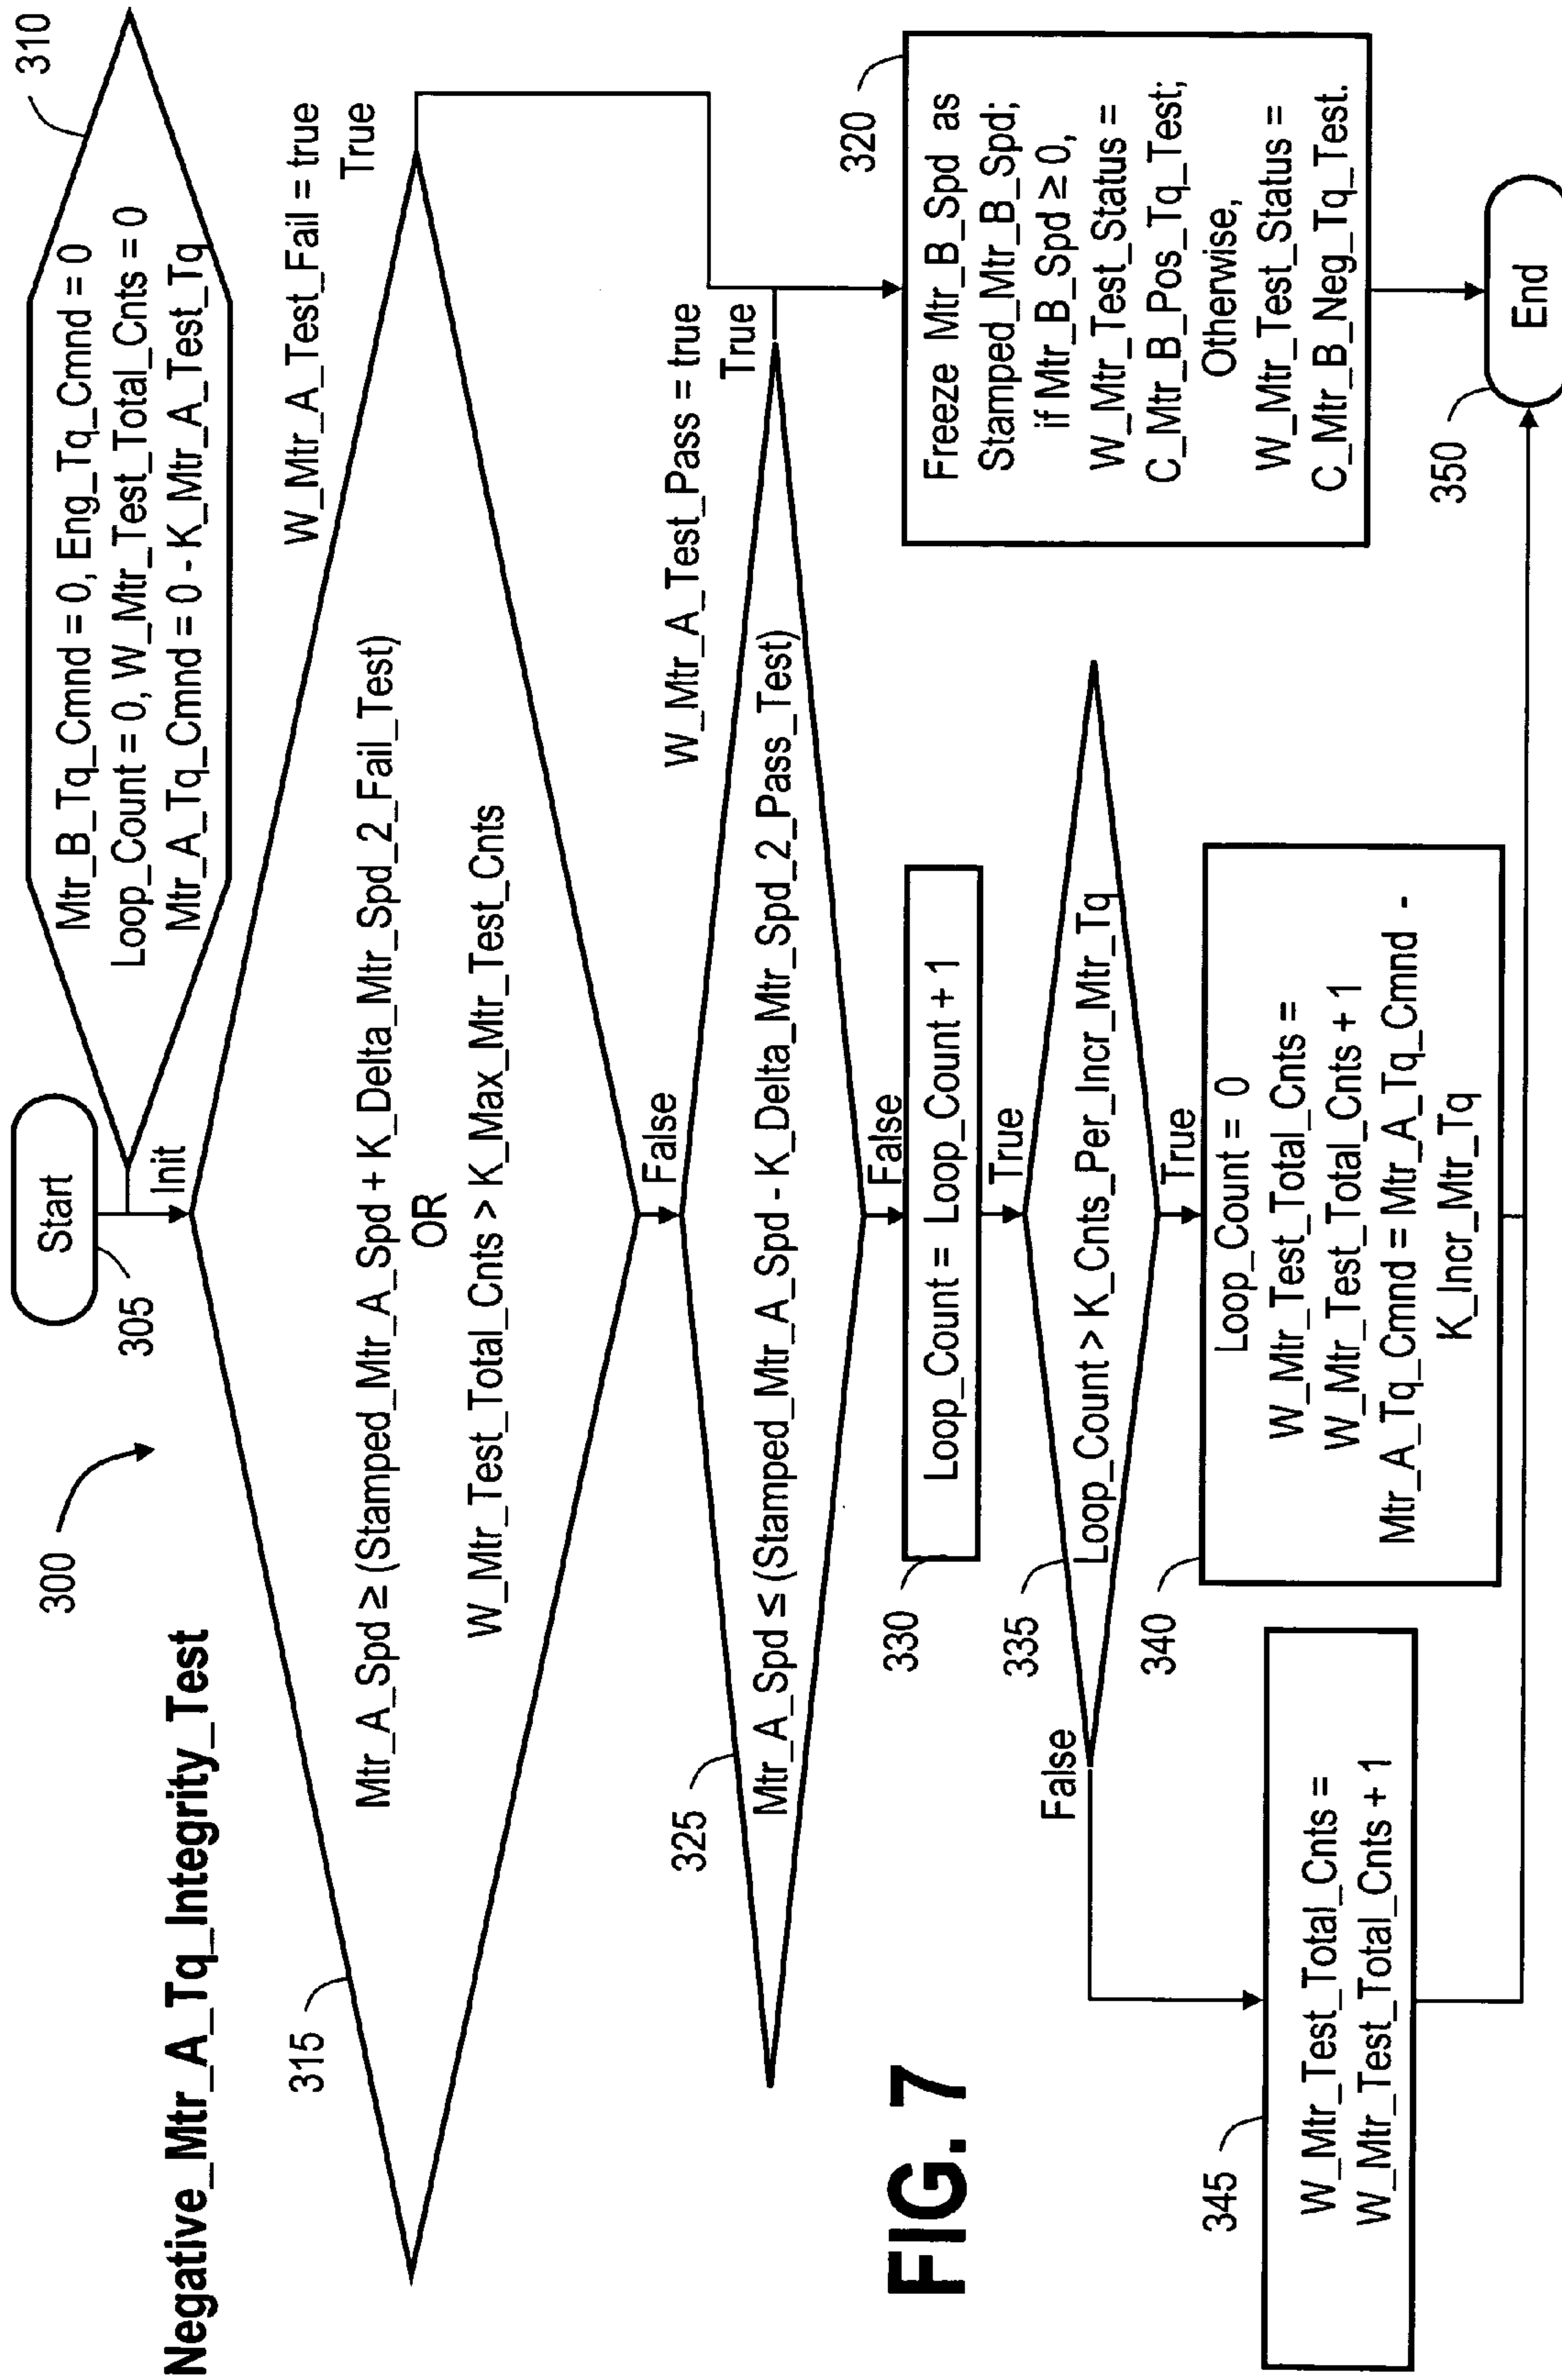 Negative_Mtr_A_Tq_Integrity_Test
300
Start
305
310
Mtr_B_Tq_Cmnd = 0, Eng_Tq_Cmnd = 0
Loop_Count = 0, W_Mtr_Test_Total_Cnts = 0
Mtr_A_Tq_Cmnd = 0 - K_Mtr_A_Test_Tq
Init
315
Mtr_A_Spd ≥ (Stamped_Mtr_A_Spd + K_Delta_Mtr_Spd_2_Fail_Test)
OR
W_Mtr_Test_Total_Cnts > K_Max_Mtr_Test_Cnts
W_Mtr_A_Test_Fail = true
True
False
325
Mtr_A_Spd ≤ (Stamped_Mtr_A_Spd - K_Delta_Mtr_Spd_2_Pass_Test)
W_Mtr_A_Test_Pass = true
True
320
Freeze Mtr_B_Spd as
Stamped_Mtr_B_Spd;
if Mtr_B_Spd ≥ 0,
W_Mtr_Test_Status =
C_Mtr_B_Pos_Tq_Test;
Otherwise,
W_Mtr_Test_Status =
C_Mtr_B_Neg_Tq_Test.
False
330
Loop_Count = Loop_Count + 1
True
335
Loop_Count > K_Cnts_Per_Incr_Mtr_Tq
False
True
340
Loop_Count = 0
W_Mtr_Test_Total_Cnts =
W_Mtr_Test_Total_Cnts + 1
Mtr_A_Tq_Cmnd = Mtr_A_Tq_Cmnd -
K_Incr_Mtr_Tq
345
W_Mtr_Test_Total_Cnts =
W_Mtr_Test_Total_Cnts + 1
350
End
FIG. 7